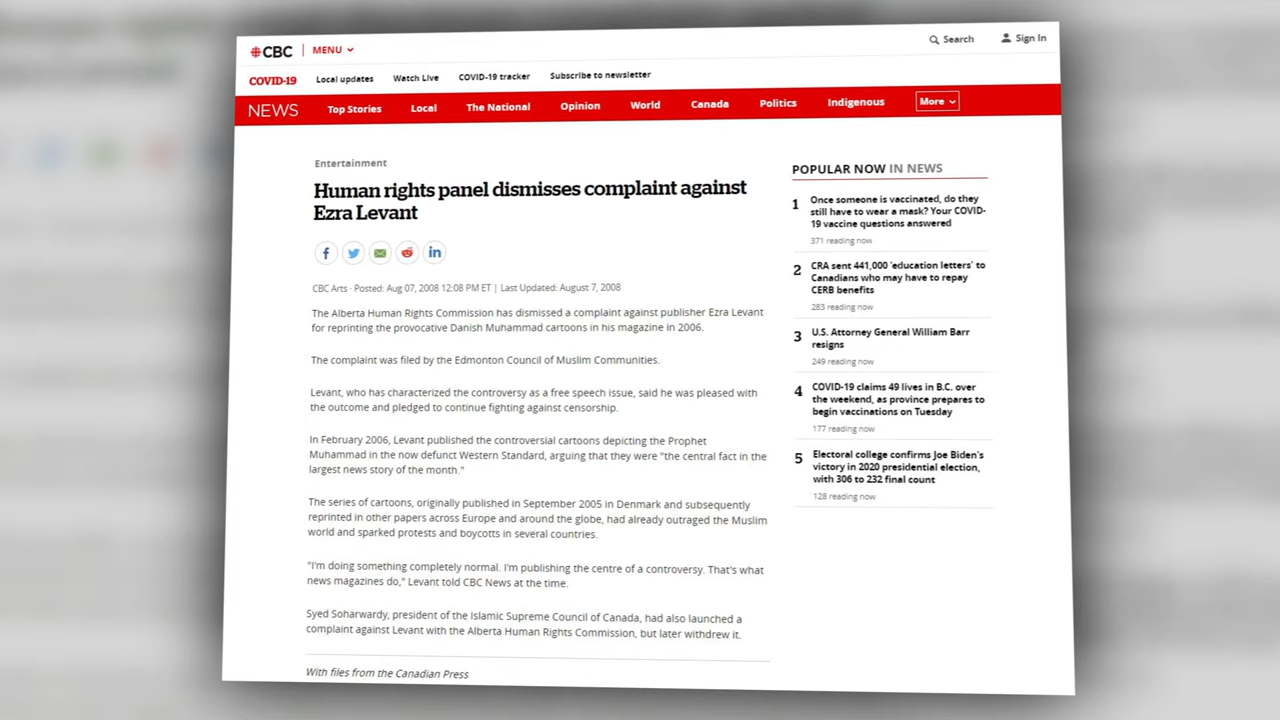 CBC
MENU
Search
Sign In
COVID-19
Local updates
Watch Live
COVID-19 tracker
Subscribe to newsletter
NEWS
Top Stories
Local
The National
Opinion
World
Canada
Politics
Indigenous
More
Entertainment
Human rights panel dismisses complaint against
Ezra Levant
CBC Arts · Posted: Aug 07, 2008 12:08 PM ET | Last Updated: August 7, 2008
The Alberta Human Rights Commission has dismissed a complaint against publisher Ezra Levant
for reprinting the provocative Danish Muhammad cartoons in his magazine in 2006.
The complaint was filed by the Edmonton Council of Muslim Communities.
Levant, who has characterized the controversy as a free speech issue, said he was pleased with
the outcome and pledged to continue fighting against censorship.
In February 2006, Levant published the controversial cartoons depicting the Prophet
Muhammad in the now defunct Western Standard, arguing that they were "the central fact in the
largest news story of the month."
The series of cartoons, originally published in September 2005 in Denmark and subsequently
reprinted in other papers across Europe and around the globe, had already outraged the Muslim
world and sparked protests and boycotts in several countries.
"I'm doing something completely normal. I'm publishing the centre of a controversy. That's what
news magazines do," Levant told CBC News at the time.
Syed Soharwardy, president of the Islamic Supreme Council of Canada, had also launched a
complaint against Levant with the Alberta Human Rights Commission, but later withdrew it.
With files from the Canadian Press
POPULAR NOW IN NEWS
1
Once someone is vaccinated, do they
still have to wear a mask? Your COVID-
19 vaccine questions answered
371 reading now
2
CRA sent 441,000 'education letters' to
Canadians who may have to repay
CERB benefits
283 reading now
3
U.S. Attorney General William Barr
resigns
249 reading now
4
COVID-19 claims 49 lives in B.C. over
the weekend, as province prepares to
begin vaccinations on Tuesday
177 reading now
5
Electoral college confirms Joe Biden's
victory in 2020 presidential election,
with 306 to 232 final count
128 reading now